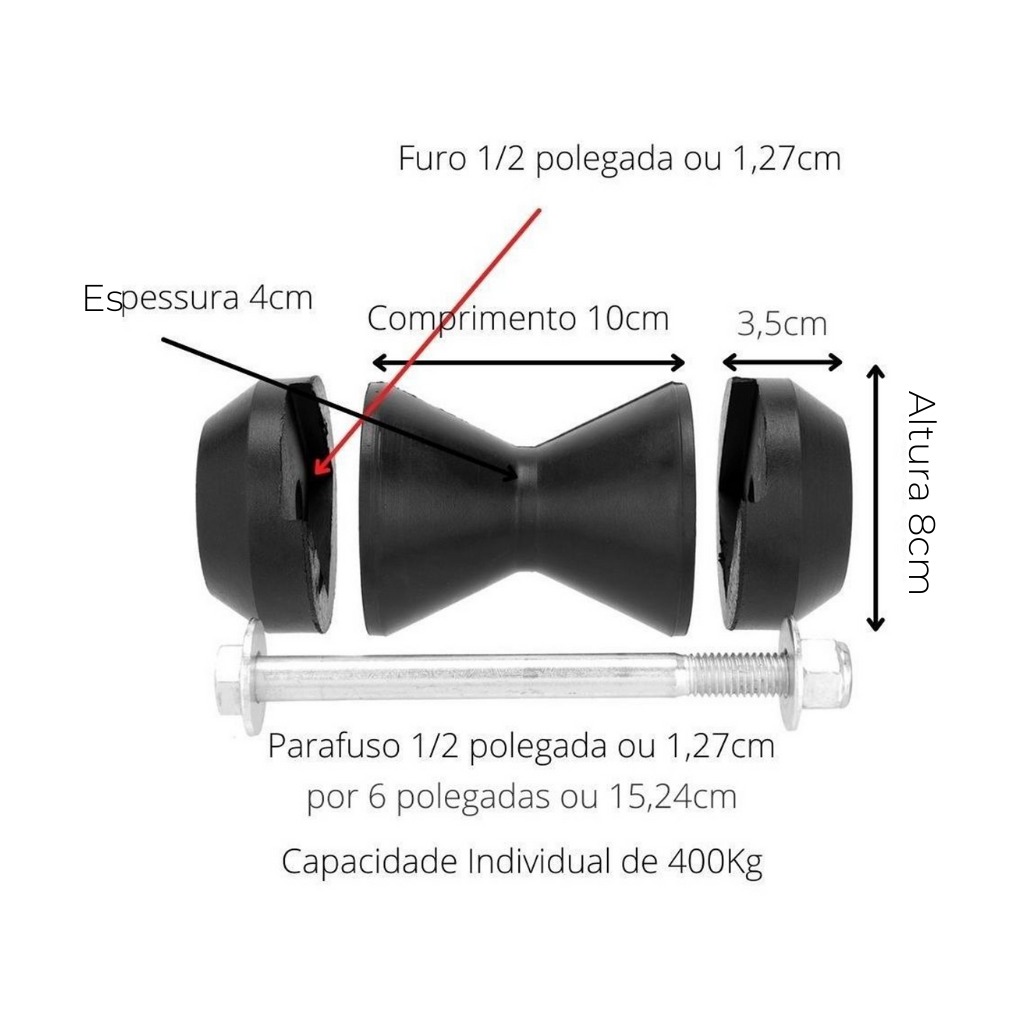 Furo 1/2 polegada ou 1,27cm
Espessura 4cm
Comprimento 10cm
3,5cm
Altura 8cm
Parafuso 1/2 polegada ou 1,27cm
por 6 polegadas ou 15,24cm
Capacidade Individual de 400Kg